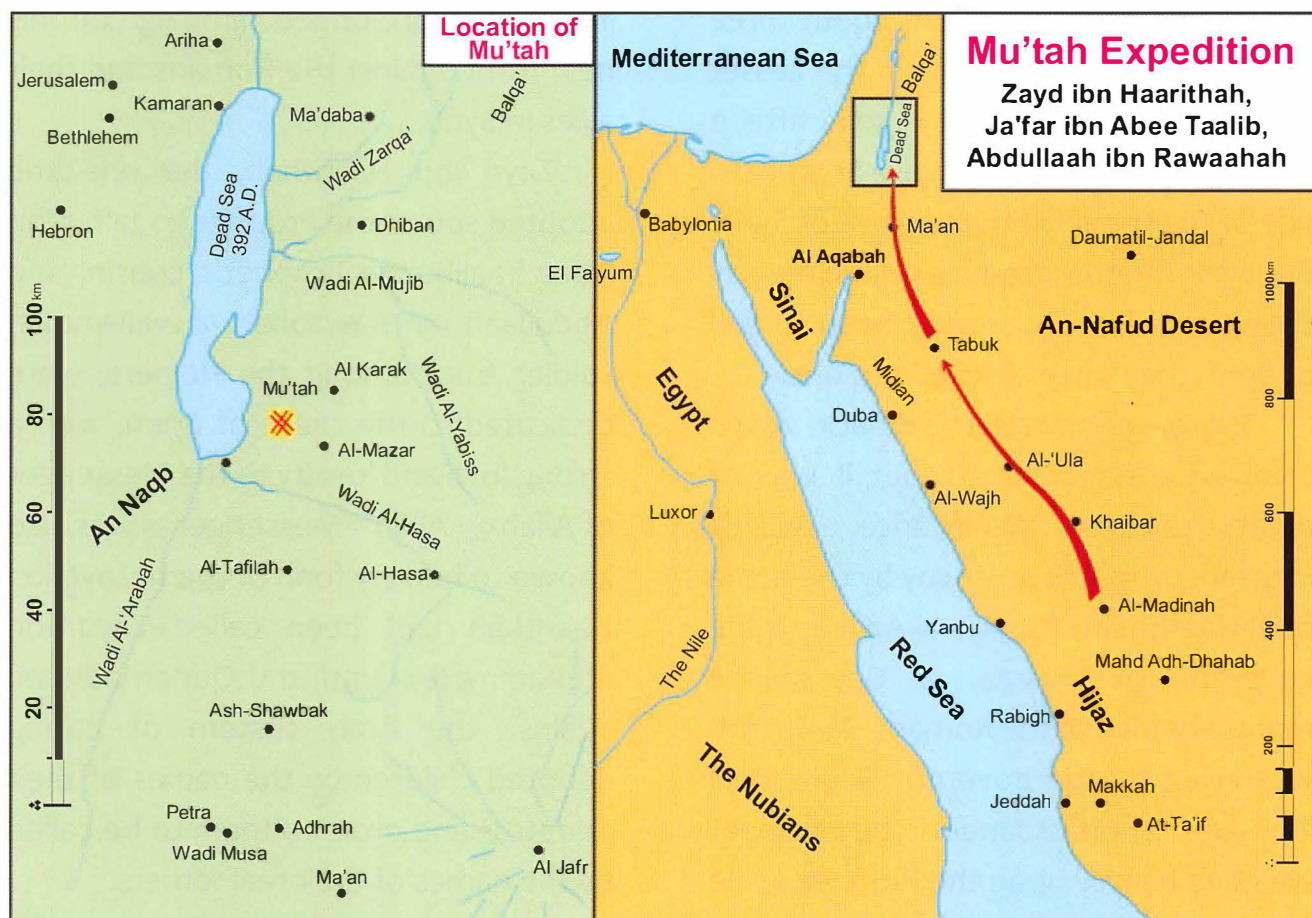 Location of
Mu’tah
Ariha
Jerusalem
Kamaran
Bethlehem
Ma’daba
Balqa’
Wadi Zarqa’
Dead Sea
392 A.D.
Hebron
Dhiban
Wadi Al-Mujib
100 km
Al Karak
Mu’tah
Wadi Al-Yabiss
80
Al-Mazar
An Naqb
60
Wadi Al-Hasa
Al-Tafilah
Al-Hasa
Wadi Al-‘Arabah
40
20
Ash-Shawbak
Petra
Adhrah
Wadi Musa
Al Jafr
Ma’an
Mu’tah Expedition
Zayd ibn Haarithah,
Ja'far ibn Abee Taalib,
Abdullaah ibn Rawaahah
Mediterranean Sea
Balqa’
Dead Sea
Babylonia
Ma’an
Daumatil-Jandal
El Faiyum
Al Aqabah
Sinai
1000 km
An-Nafud Desert
Tabuk
Egypt
Midian
800
Duba
Al-‘Ula
Al-Wajh
Luxor
Khaibar
600
Al-Madinah
Yanbu
400
The Nile
Red Sea
Mahd Adh-Dhahab
Hijaz
Rabigh
200
The Nubians
Jeddah
Makkah
At-Ta’if